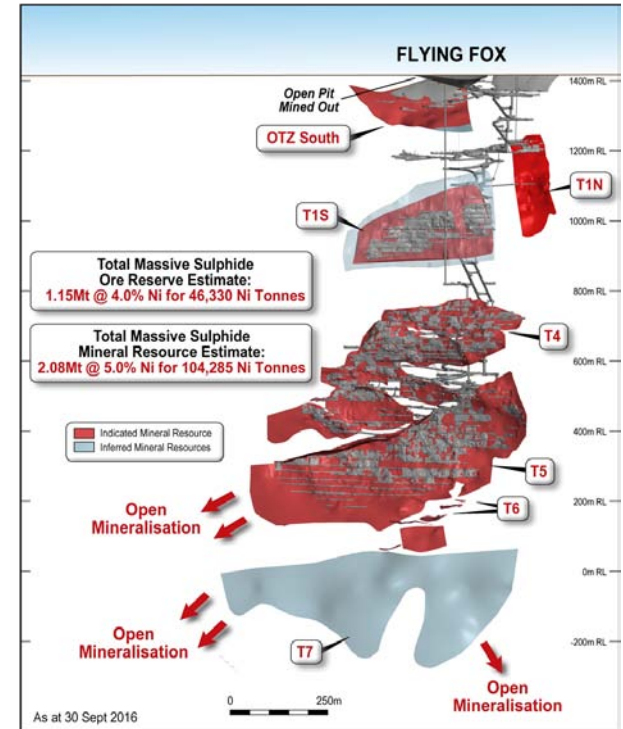 FLYING FOX
1400m RL
Open Pit
Mined Out
OTZ South
1200m RL
T1N
T1S
1000m RL
Total Massive Sulphide
Ore Reserve Estimate:
1.15Mt @ 4.0% Ni for 46,330 Ni Tonnes
800m RL
Total Massive Sulphide
Mineral Resource Estimate:
2.08Mt @ 5.0% Ni for 104,285 Ni Tonnes
T4
600m RL
Indicated Mineral Resource
Inferred Mineral Resources
400m RL
T5
Open
Mineralisation
200m RL
T6
0m RL
Open
Mineralisation
T7
-200m RL
Open
Mineralisation
0 250m
As at 30 Sept 2016